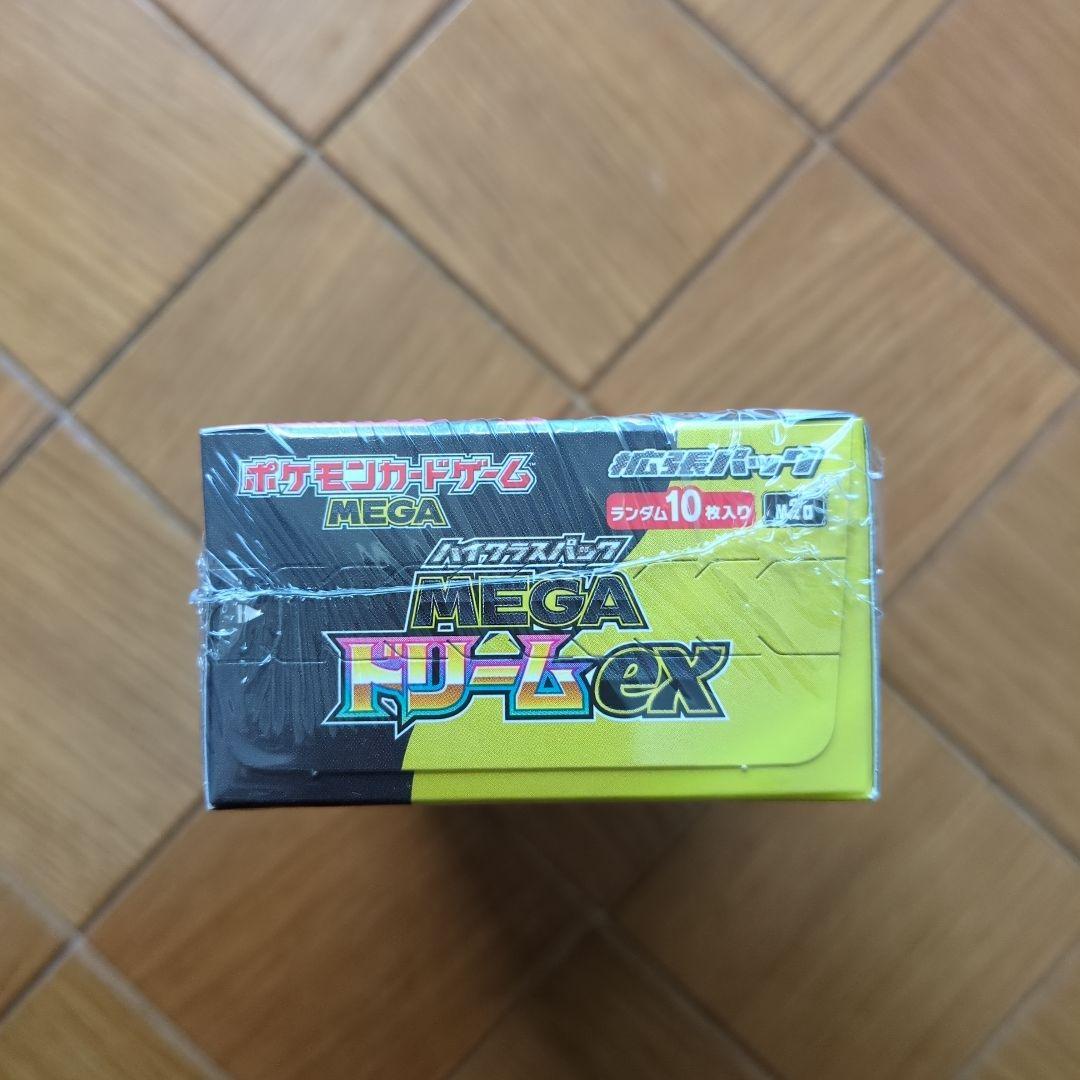 ポケモンカードゲーム
MEGA
拡張パック
ランダム10枚入り
M2a
ハイクラスパック
MEGA
ドリームex